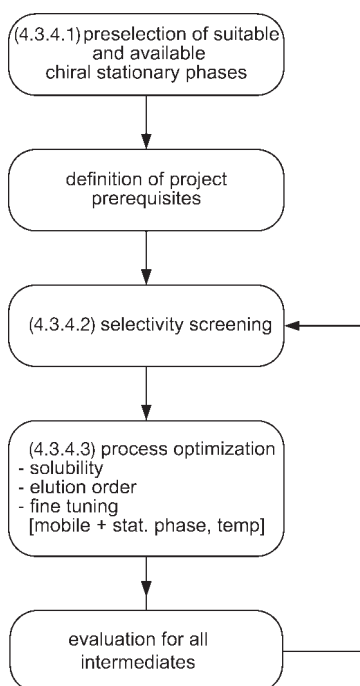 (4.3.4.1) preselection of suitable
and available
chiral stationary phases
definition of project
prerequisites
(4.3.4.2) selectivity screening
(4.3.4.3) process optimization
- solubility
- elution order
- fine tuning
[mobile + stat. phase, temp]
evaluation for all
intermediates